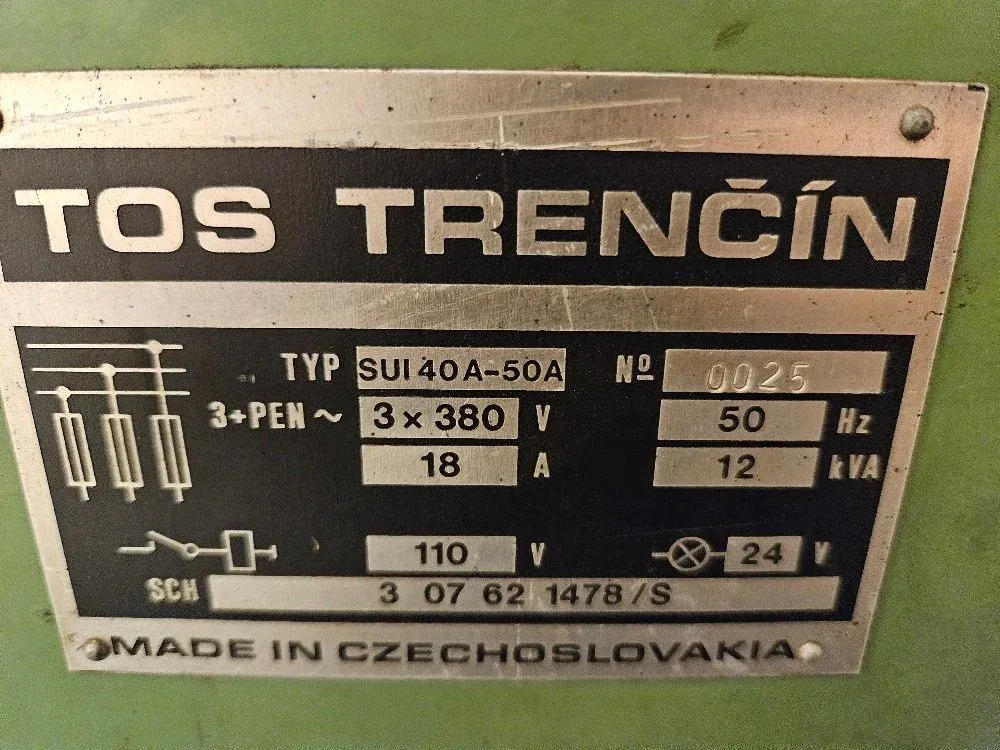 TOS TRENČÍN
TYP SUI 40A-50A Nº 0025
3+PEN ~ 3 × 380 V 50 Hz
18 A 12 kVA
110 V 24 V
SCH 3 07 62 1478/S
MADE IN CZECHOSLOVAKIA